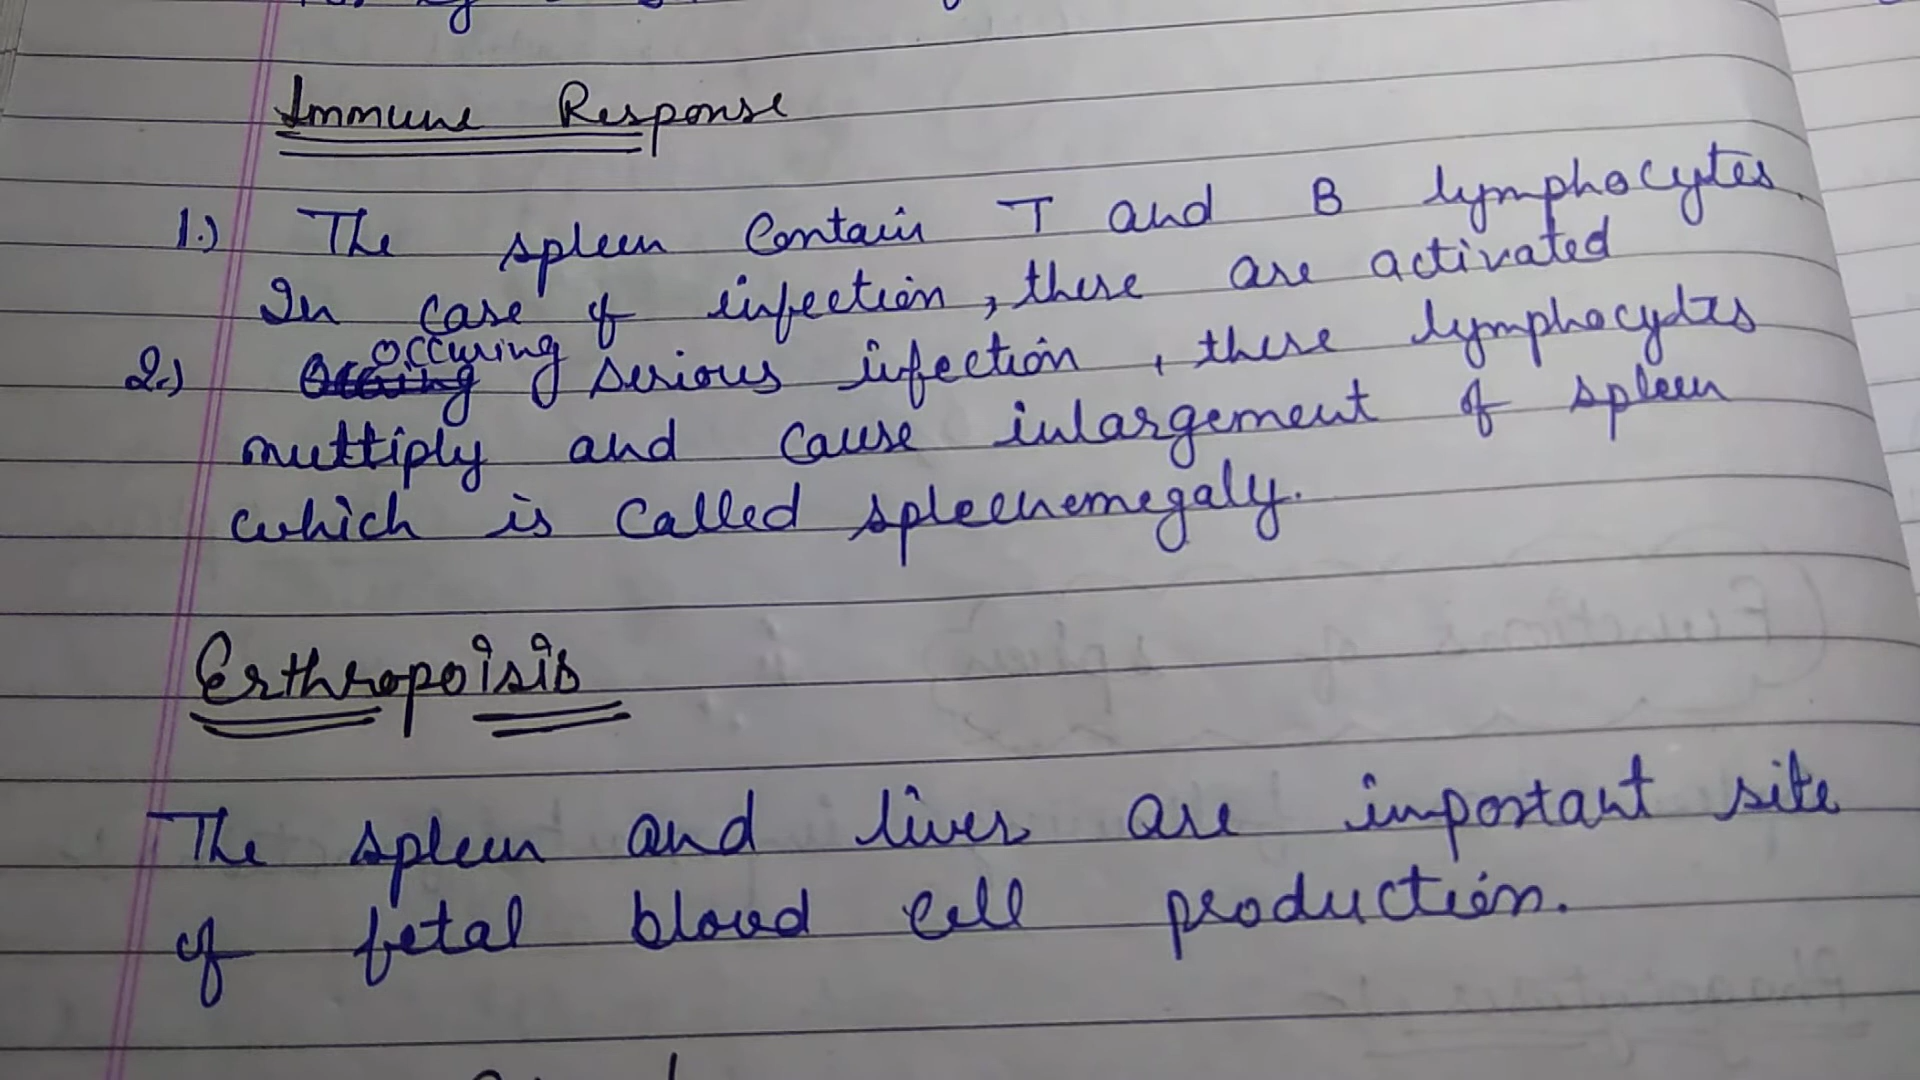 Immune Response
1.) The spleen Contain T and B lymphocytes.
In case of infection, these are activated
2.) occuring serious infection, these lymphocytes
multiply and cause inlargement of spleen
which is called spleenemegaly.
Erthropoisis
The spleen and liver are important site
of fetal blood cell production.